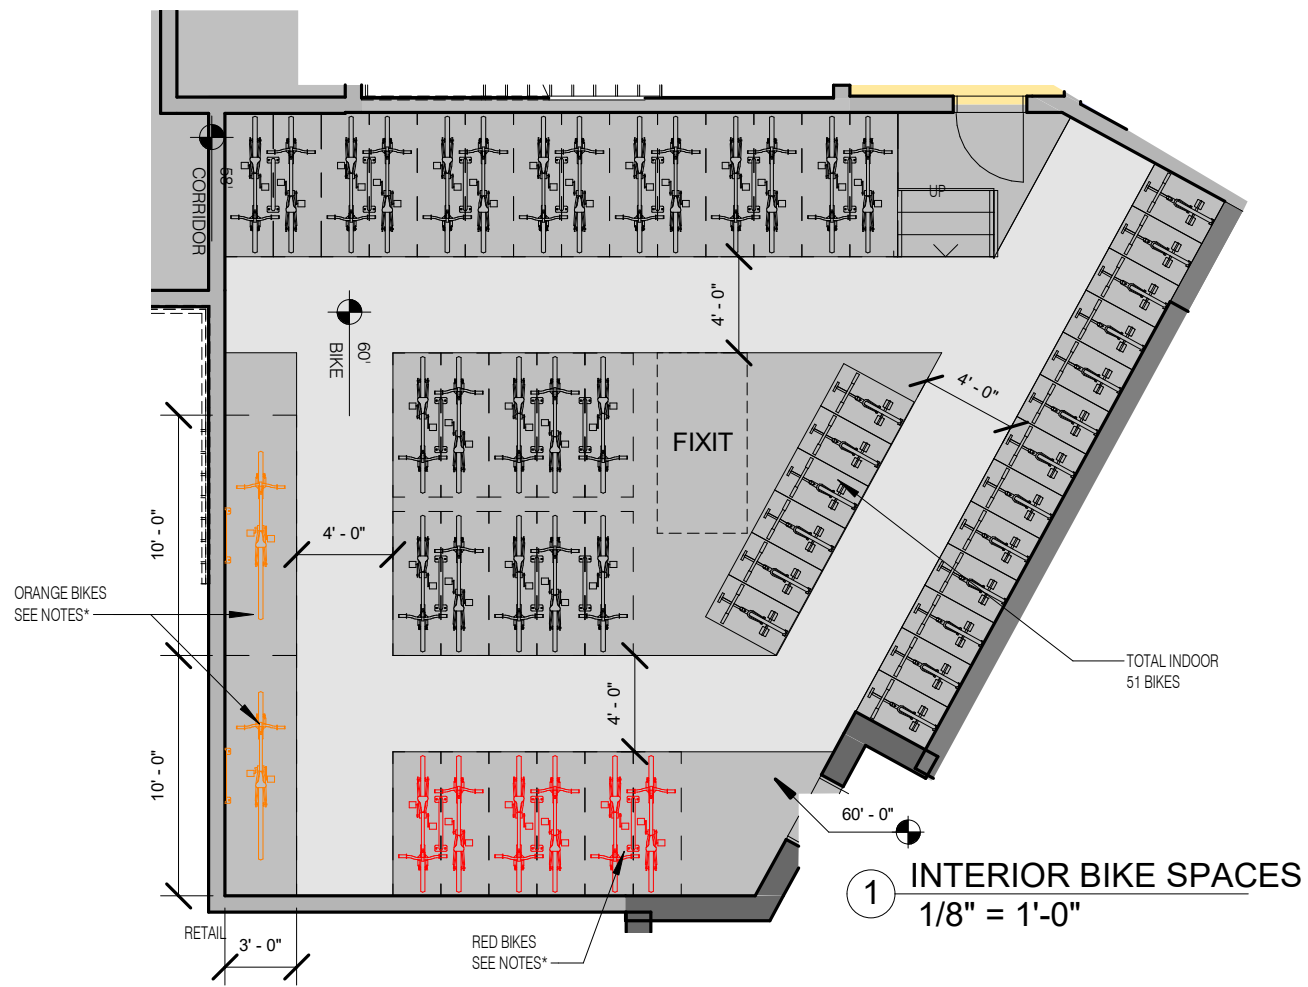 58'
CORRIDOR
UP
60'
BIKE
4' - 0"
4' - 0"
FIXIT
10' - 0"
4' - 0"
ORANGE BIKES
SEE NOTES*
TOTAL INDOOR
51 BIKES
4' - 0"
10' - 0"
60' - 0"
1
INTERIOR BIKE SPACES
1/8" = 1'-0"
RETAIL
3' - 0"
RED BIKES
SEE NOTES*